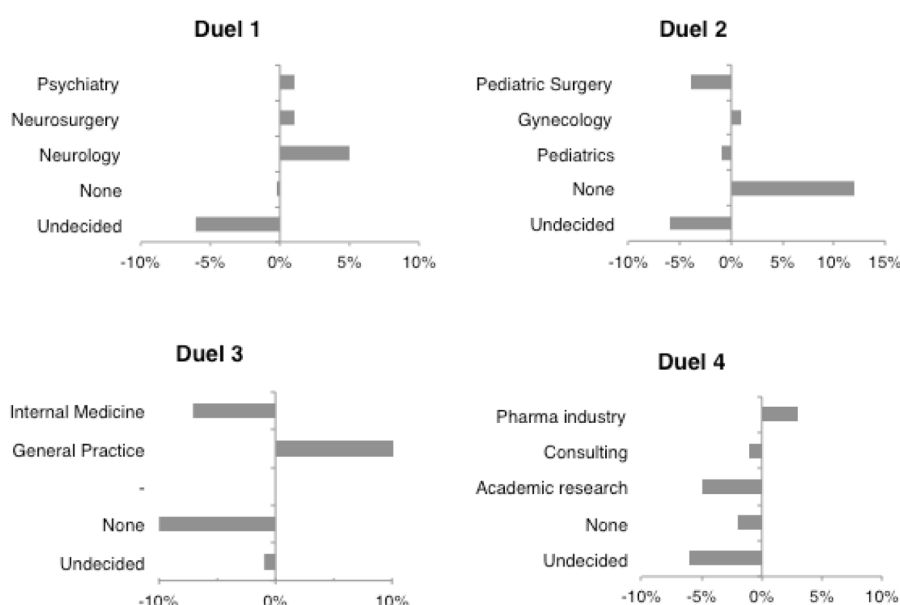 Duel 1
Psychiatry
Neurosurgery
Neurology
None
Undecided
-10% -5% 0% 5% 10%
Duel 2
Pediatric Surgery
Gynecology
Pediatrics
None
Undecided
-10% -5% 0% 5% 10% 15%
Duel 3
Internal Medicine
General Practice
-
None
Undecided
-10% 0% 10%
Duel 4
Pharma industry
Consulting
Academic research
None
Undecided
-10% -5% 0% 5% 10%